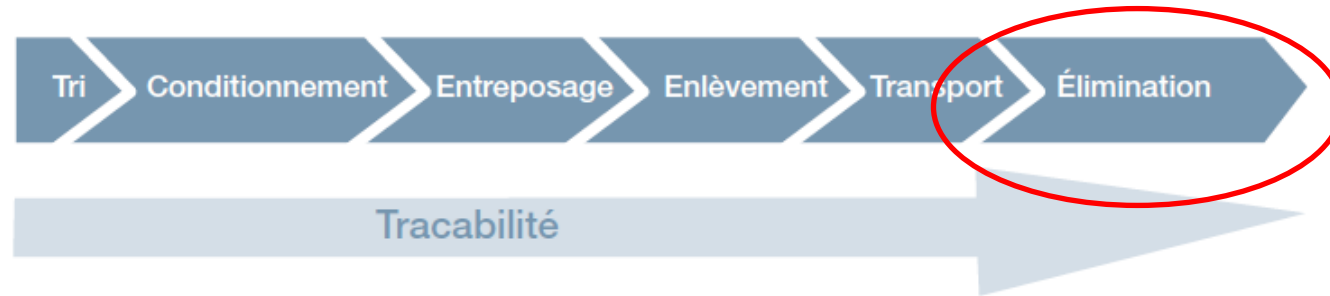 Tri Conditionnement Entreposage Enlèvement Transport Élimination
Tracabilité